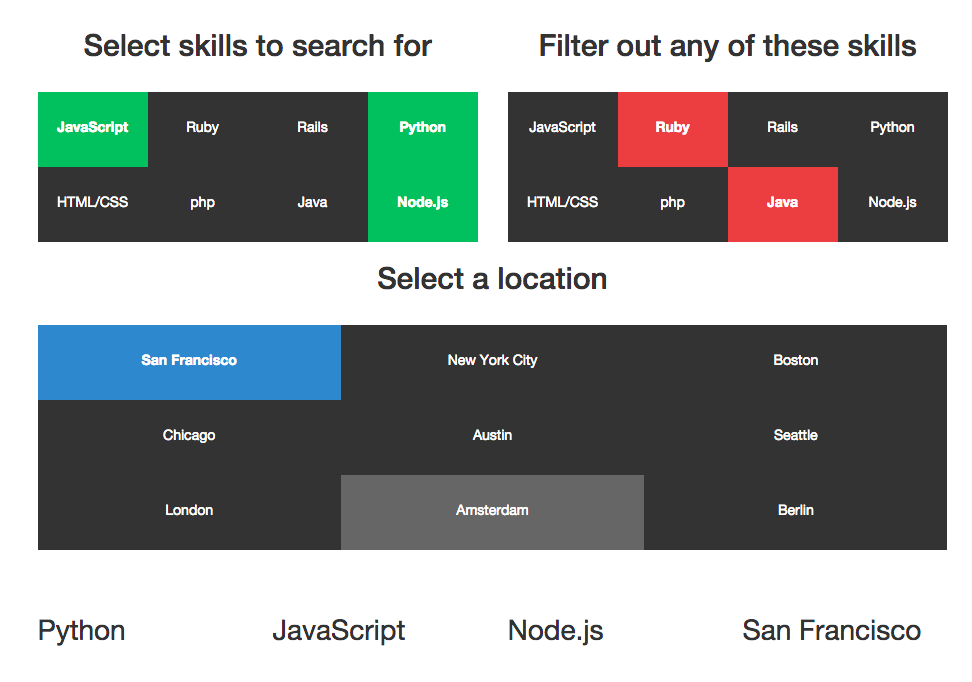 Select skills to search for
Filter out any of these skills
JavaScript Ruby Rails Python
HTML/CSS php Java Node.js
JavaScript Ruby Rails Python
HTML/CSS php Java Node.js
Select a location
San Francisco New York City Boston
Chicago Austin Seattle
London Amsterdam Berlin
Python JavaScript Node.js San Francisco